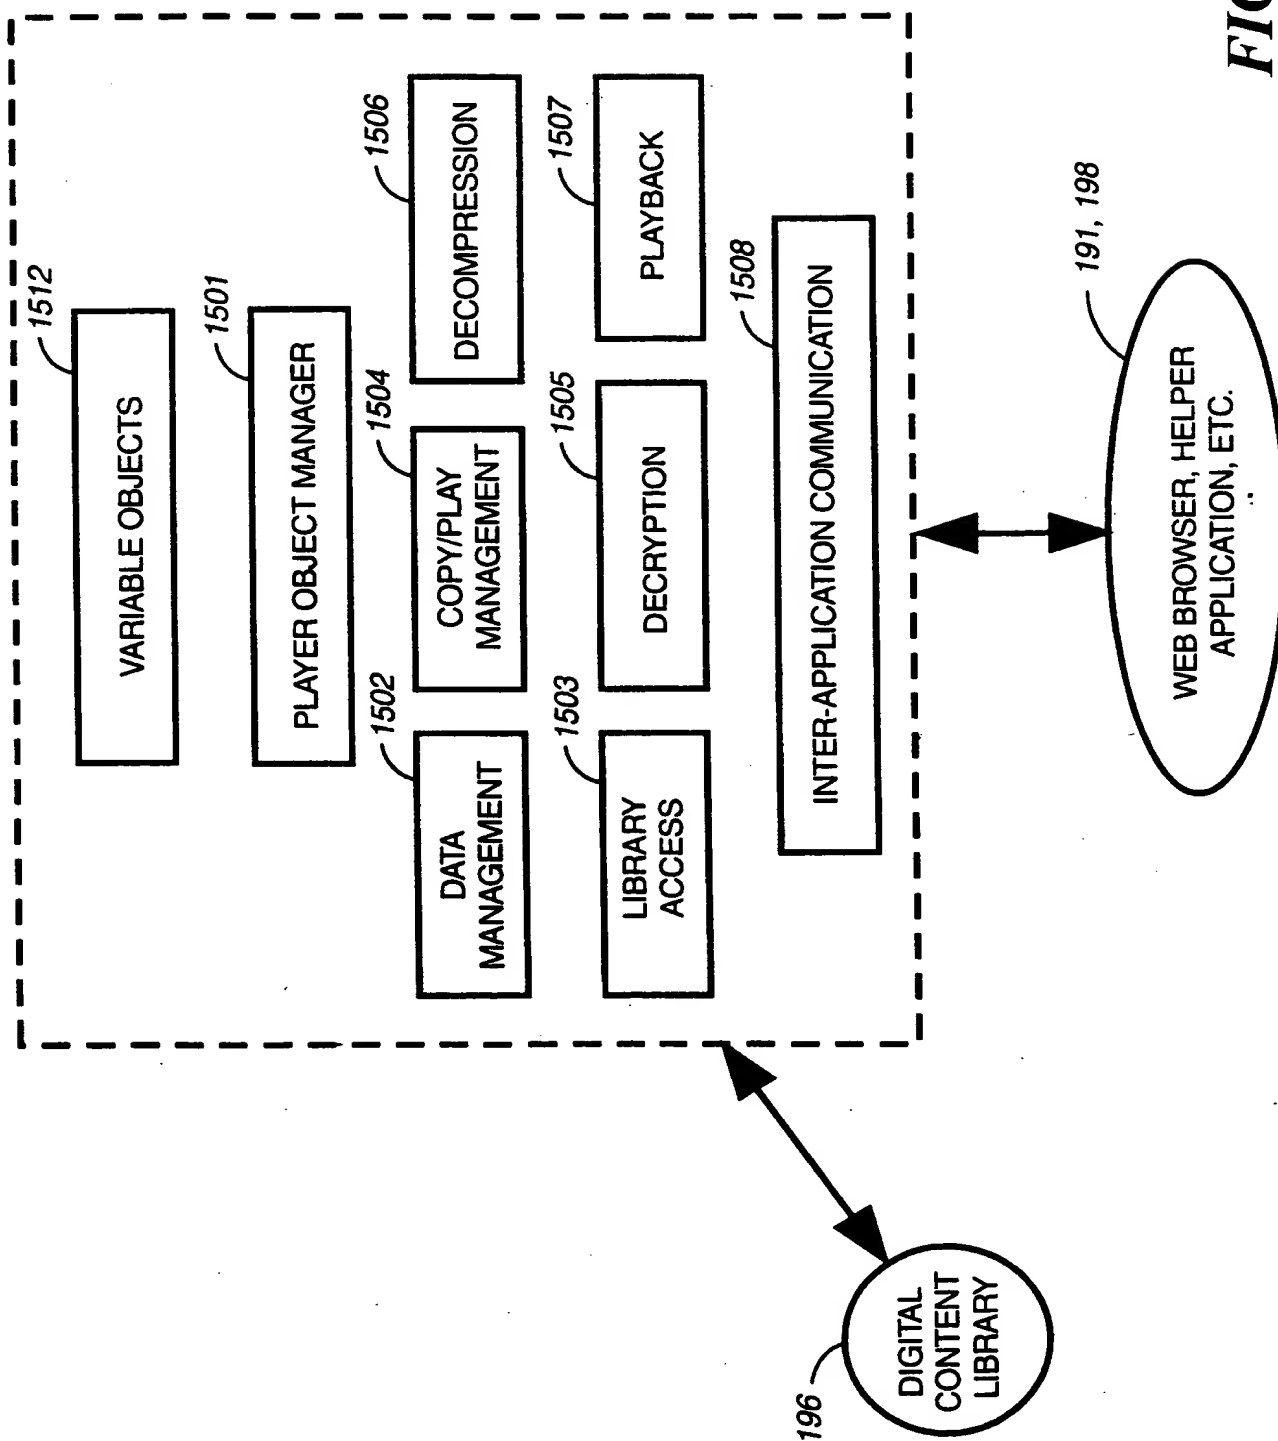 1512
VARIABLE OBJECTS
1501
PLAYER OBJECT MANAGER
1502
DATA
MANAGEMENT
1504
COPY/PLAY
MANAGEMENT
1506
DECOMPRESSION
1503
LIBRARY
ACCESS
1505
DECRYPTION
1507
PLAYBACK
1508
INTER-APPLICATION COMMUNICATION
196
DIGITAL
CONTENT
LIBRARY
191, 198
WEB BROWSER, HELPER
APPLICATION, ETC.